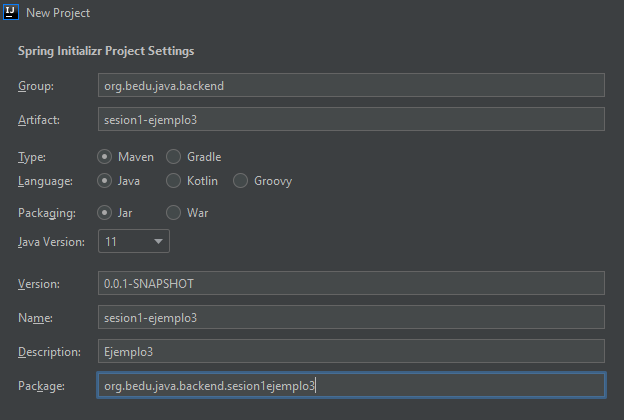 IJ New Project
Spring Initializr Project Settings
Group: org.bedu.java.backend
Artifact: sesion1-ejemplo3
Type: Maven Gradle
Language: Java Kotlin Groovy
Packaging: Jar War
Java Version: 11
Version: 0.0.1-SNAPSHOT
Name: sesion1-ejemplo3
Description: Ejemplo3
Package: org.bedu.java.backend.sesion1ejemplo3